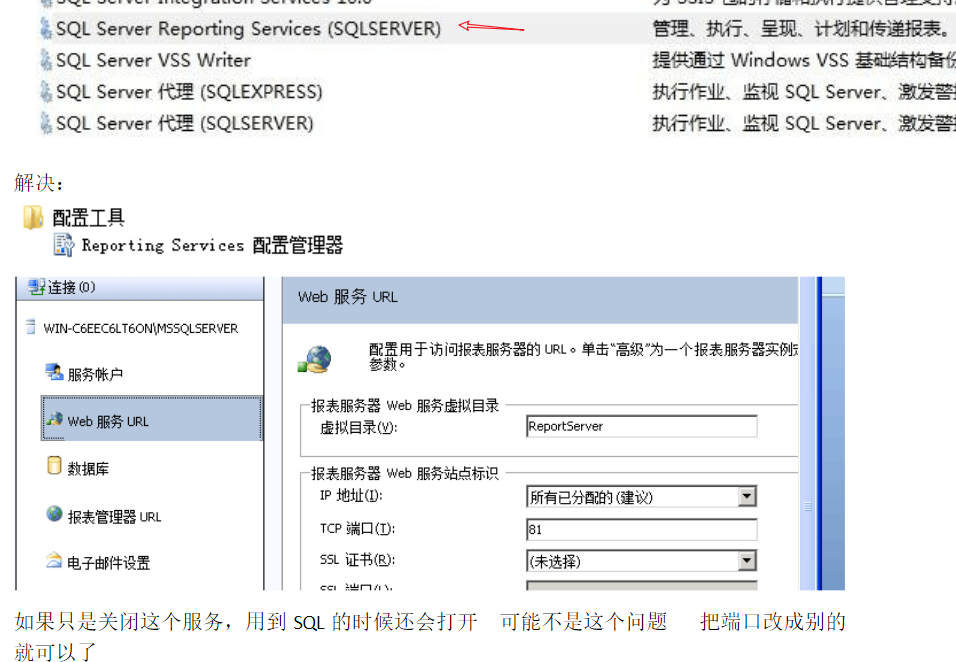 SQL Server Integration Services 10.0
SQL Server Reporting Services (SQLSERVER) 管理、执行、呈现、计划和传递报表。
SQL Server VSS Writer 提供通过 Windows VSS 基础结构备份
SQL Server 代理 (SQLEXPRESS) 执行作业、监视 SQL Server、激发警报
SQL Server 代理 (SQLSERVER) 执行作业、监视 SQL Server、激发警报
解决：
配置工具
Reporting Services 配置管理器
连接(O)
Web 服务 URL
WIN-C6EEC6LT6ON\MSSQLSERVER
配置用于访问报表服务器的 URL。单击“高级”为一个报表服务器实例
参数。
服务帐户
Web 服务 URL
数据库
报表管理器 URL
电子邮件设置
报表服务器 Web 服务虚拟目录
虚拟目录(V): ReportServer
报表服务器 Web 服务站点标识
IP 地址(I): 所有已分配的(建议)
TCP 端口(T): 81
SSL 证书(R): (未选择)
SSL 端口(L):
如果只是关闭这个服务，用到 SQL 的时候还会打开 可能不是这个问题 把端口改成别的
就可以了